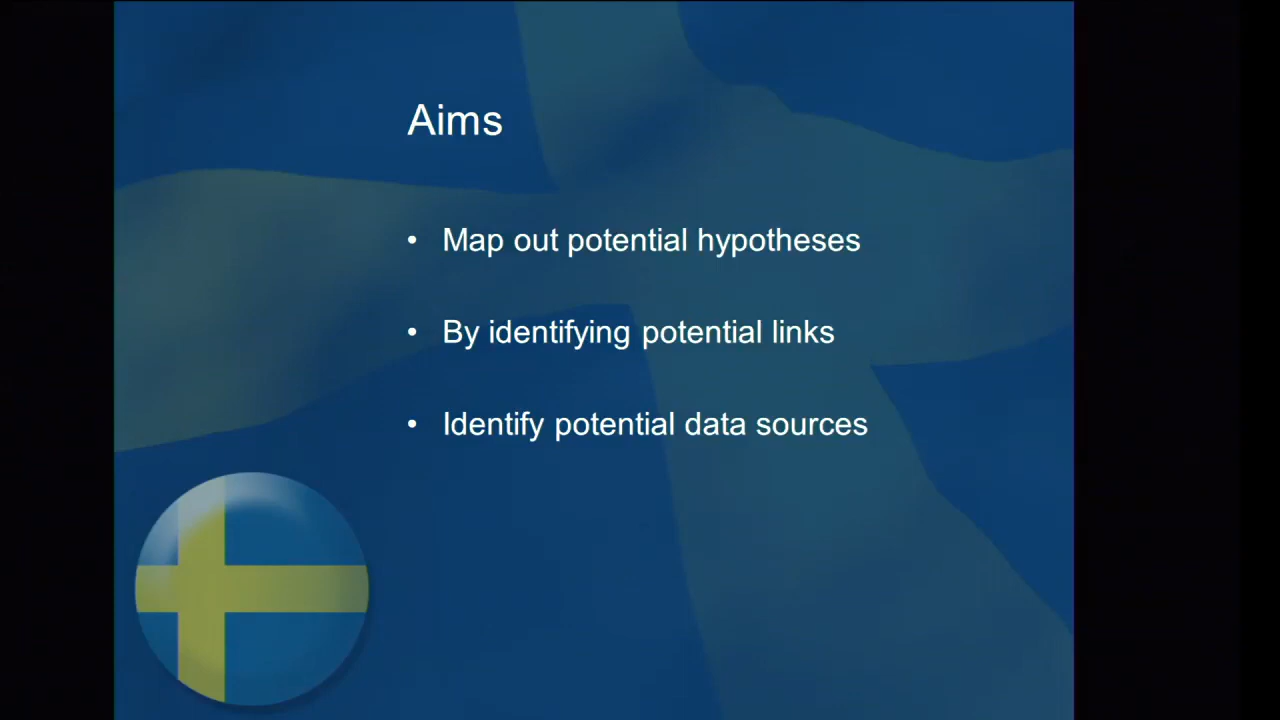 Aims
• Map out potential hypotheses
• By identifying potential links
• Identify potential data sources